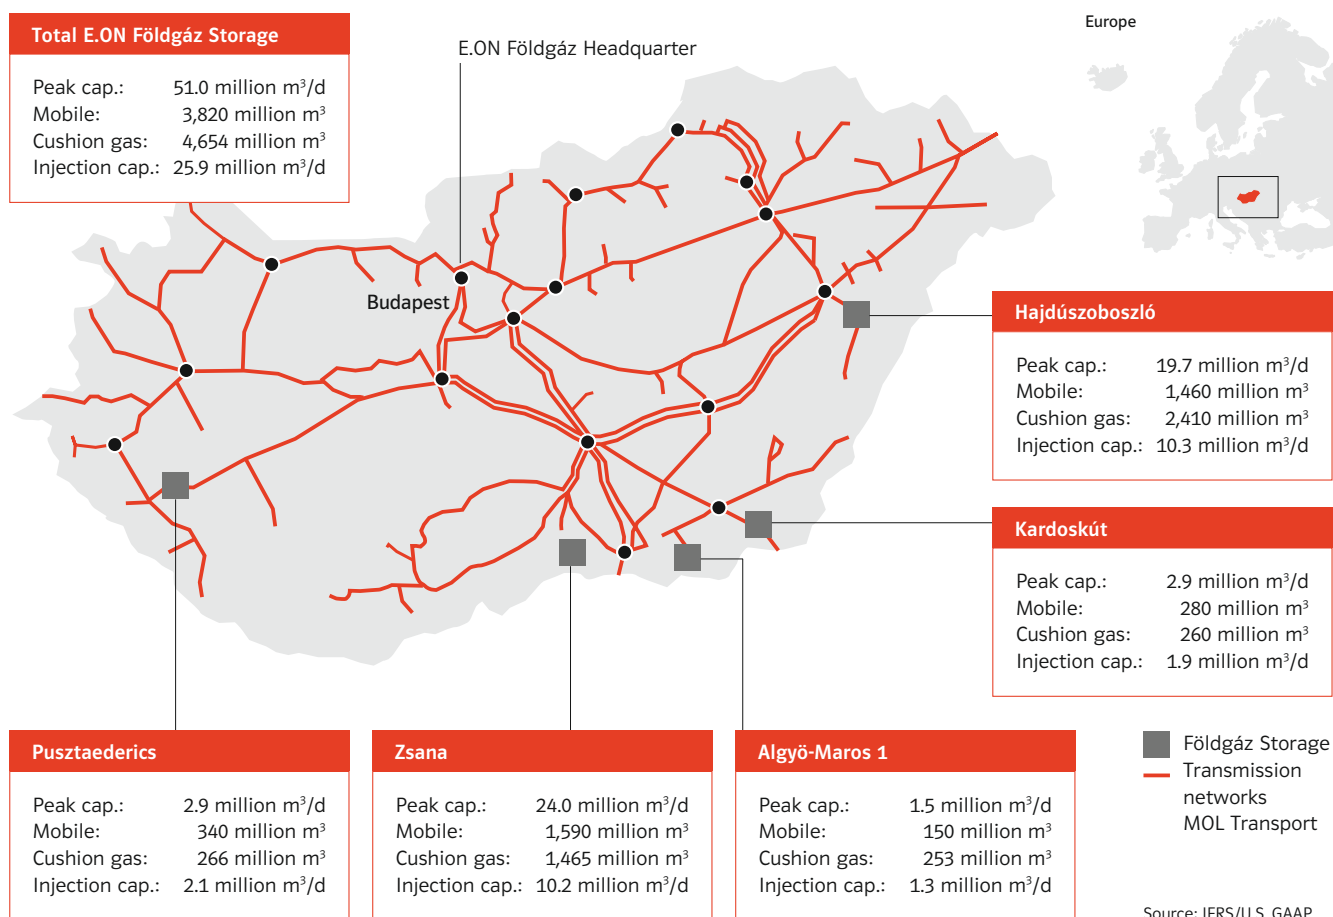 Total E.ON Földgáz Storage
Peak cap.: 51.0 million m³/d
Mobile: 3,820 million m³
Cushion gas: 4,654 million m³
Injection cap.: 25.9 million m³/d
E.ON Földgáz Headquarter
Europe
Budapest
Hajdúszoboszló
Peak cap.: 19.7 million m³/d
Mobile: 1,460 million m³
Cushion gas: 2,410 million m³
Injection cap.: 10.3 million m³/d
Kardoskút
Peak cap.: 2.9 million m³/d
Mobile: 280 million m³
Cushion gas: 260 million m³
Injection cap.: 1.9 million m³/d
Pusztaederics
Peak cap.: 2.9 million m³/d
Mobile: 340 million m³
Cushion gas: 266 million m³
Injection cap.: 2.1 million m³/d
Zsana
Peak cap.: 24.0 million m³/d
Mobile: 1,590 million m³
Cushion gas: 1,465 million m³
Injection cap.: 10.2 million m³/d
Algyö-Maros 1
Peak cap.: 1.5 million m³/d
Mobile: 150 million m³
Cushion gas: 253 million m³
Injection cap.: 1.3 million m³/d
Földgáz Storage
Transmission
networks
MOL Transport
Source: IFRS/U.S. GAAP